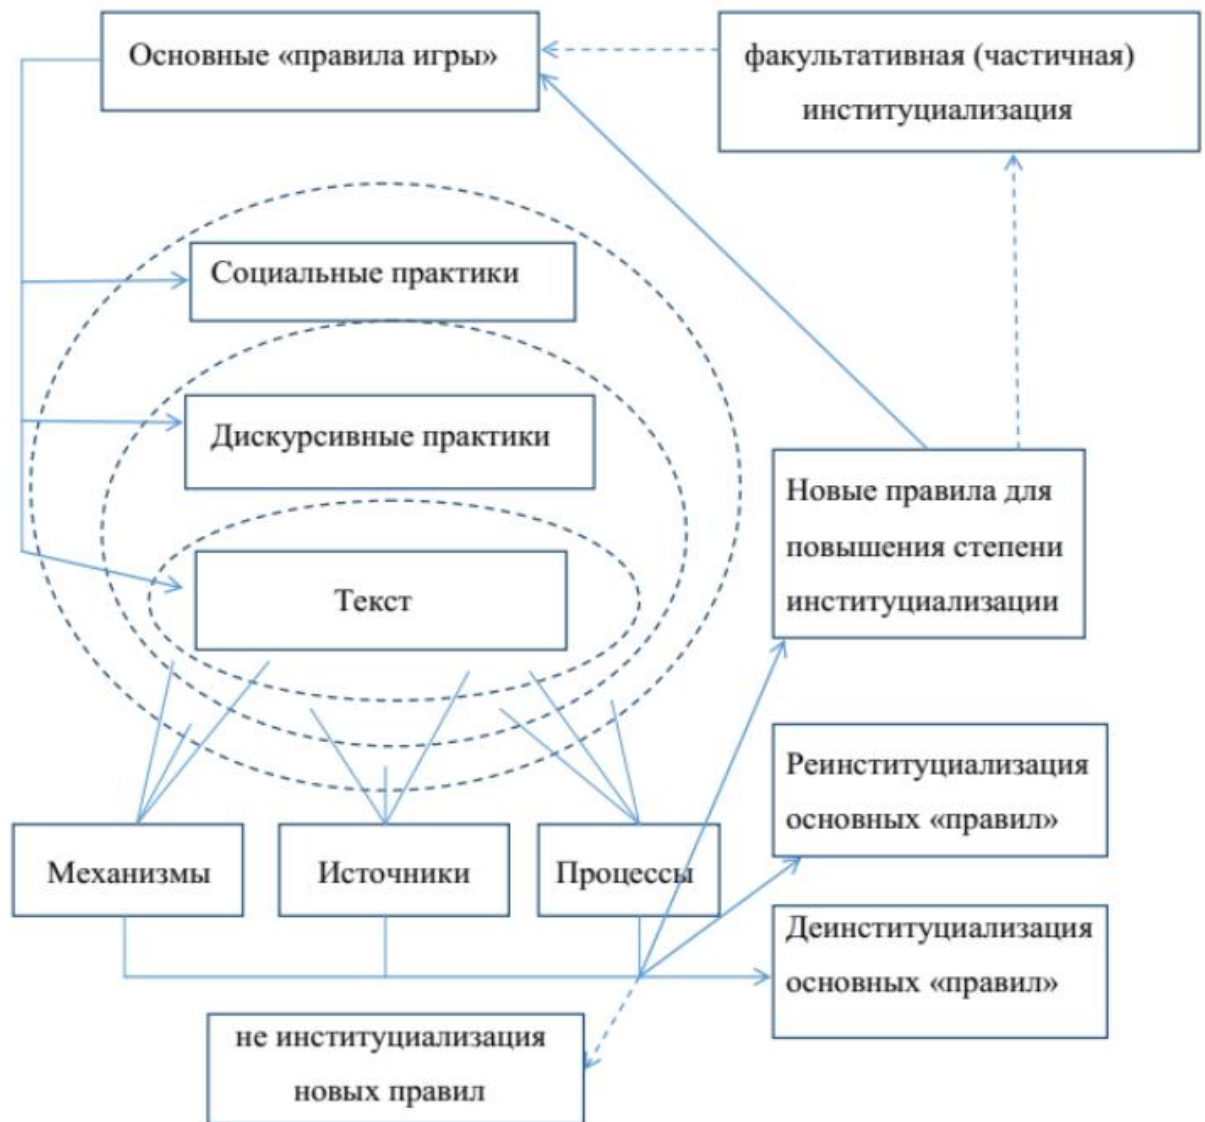 Основные «правила игры»
факультативная (частичная)
институциализация
Социальные практики
Дискурсивные практики
Новые правила для
повышения степени
институциализации
Текст
Реинституциализация
основных «правил»
Механизмы
Источники
Процессы
Деинституциализация
основных «правил»
не институциализация
новых правил